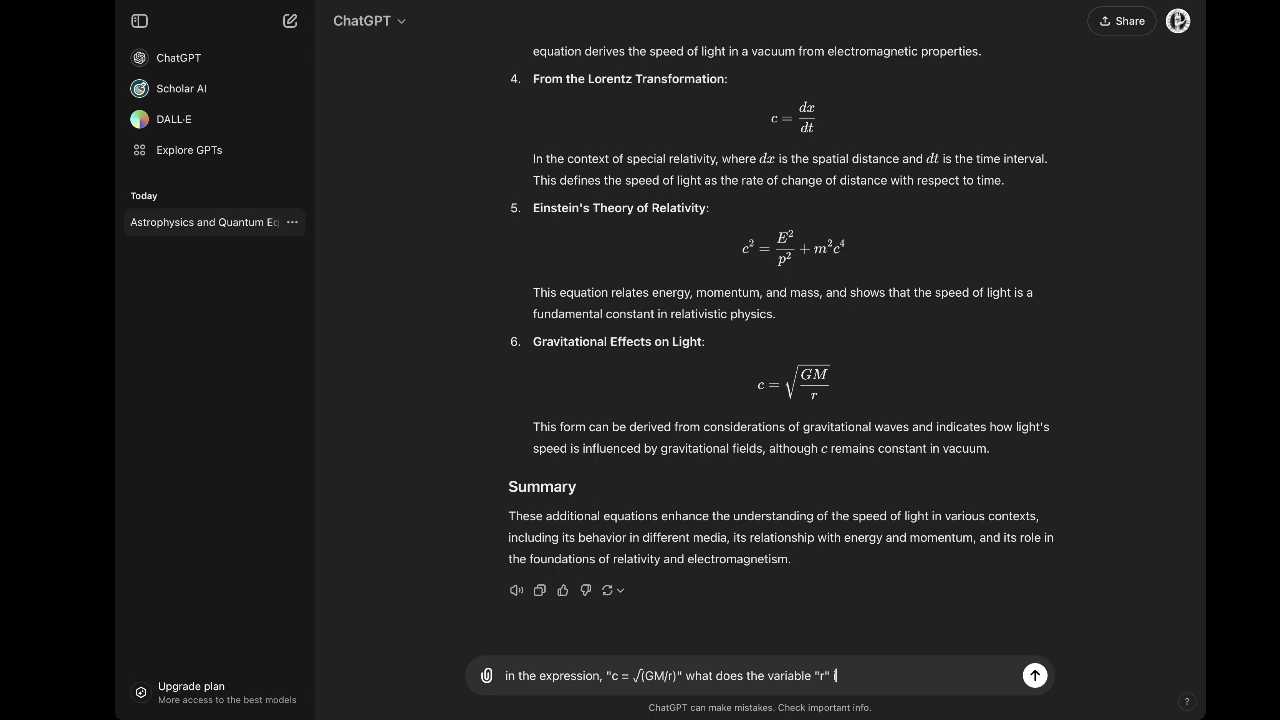 ChatGPT
Share
ChatGPT
Scholar AI
DALL·E
Explore GPTs
Today
Astrophysics and Quantum Eq
equation derives the speed of light in a vacuum from electromagnetic properties.
4. From the Lorentz Transformation:
c = dx/dt
In the context of special relativity, where dx is the spatial distance and dt is the time interval.
This defines the speed of light as the rate of change of distance with respect to time.
5. Einstein's Theory of Relativity:
c² = E²/p² + m²c⁴
This equation relates energy, momentum, and mass, and shows that the speed of light is a
fundamental constant in relativistic physics.
6. Gravitational Effects on Light:
c = √(GM/r)
This form can be derived from considerations of gravitational waves and indicates how light's
speed is influenced by gravitational fields, although c remains constant in vacuum.
Summary
These additional equations enhance the understanding of the speed of light in various contexts,
including its behavior in different media, its relationship with energy and momentum, and its role in
the foundations of relativity and electromagnetism.
in the expression, "c = √(GM/r)" what does the variable "r" i
Upgrade plan
More access to the best models
ChatGPT can make mistakes. Check important info.
?